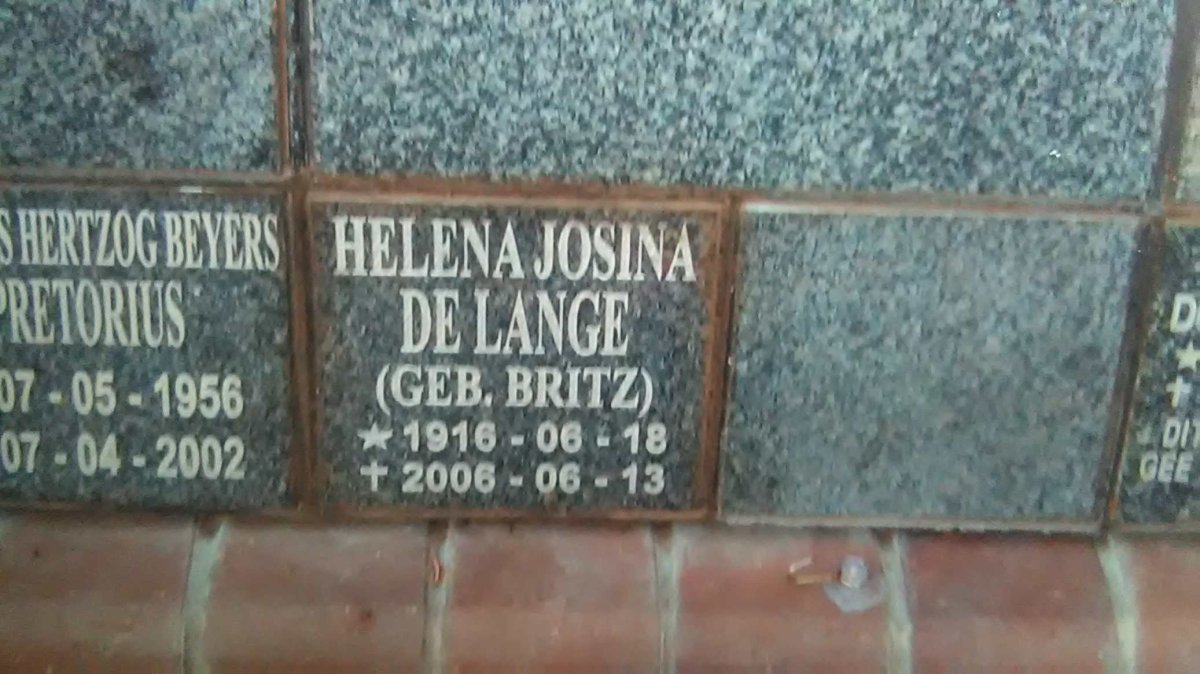 HERTZOG BEYERS
PRETORIUS
07 - 05 - 1956
07 - 04 - 2002
HELENA JOSINA
DE LANGE
(GEB. BRITZ)
★ 1916 - 06 - 18
✝ 2006 - 06 - 13
★
✝
GEE